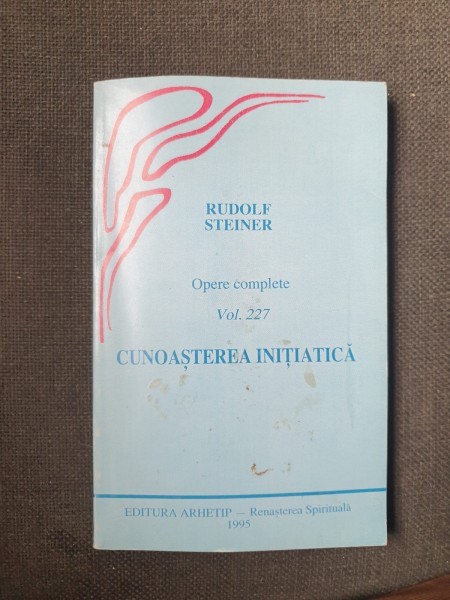 RUDOLF
STEINER
Opere complete
Vol. 227
CUNOAȘTEREA INIȚIATICĂ
EDITURA ARHETIP — Renașterea Spirituală
1995